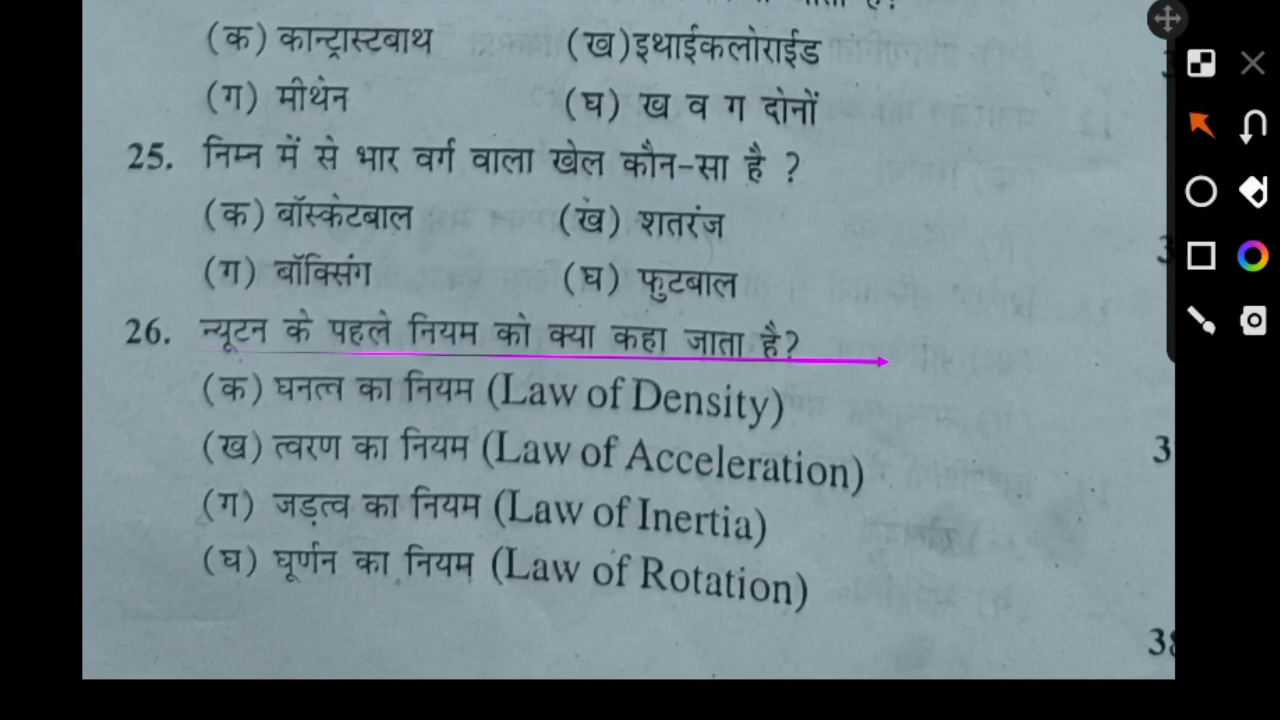 (क) कान्ट्रास्टबाथ (ख) इथाईकलोराईड
(ग) मीथेन (घ) ख व ग दोनों
25. निम्न में से भार वर्ग वाला खेल कौन-सा है ?
(क) बॉस्केटबाल (ख) शतरंज
(ग) बॉक्सिंग (घ) फुटबाल
26. न्यूटन के पहले नियम को क्या कहा जाता है?
(क) घनत्व का नियम (Law of Density)
(ख) त्वरण का नियम (Law of Acceleration)
(ग) जड़त्व का नियम (Law of Inertia)
(घ) घूर्णन का नियम (Law of Rotation)